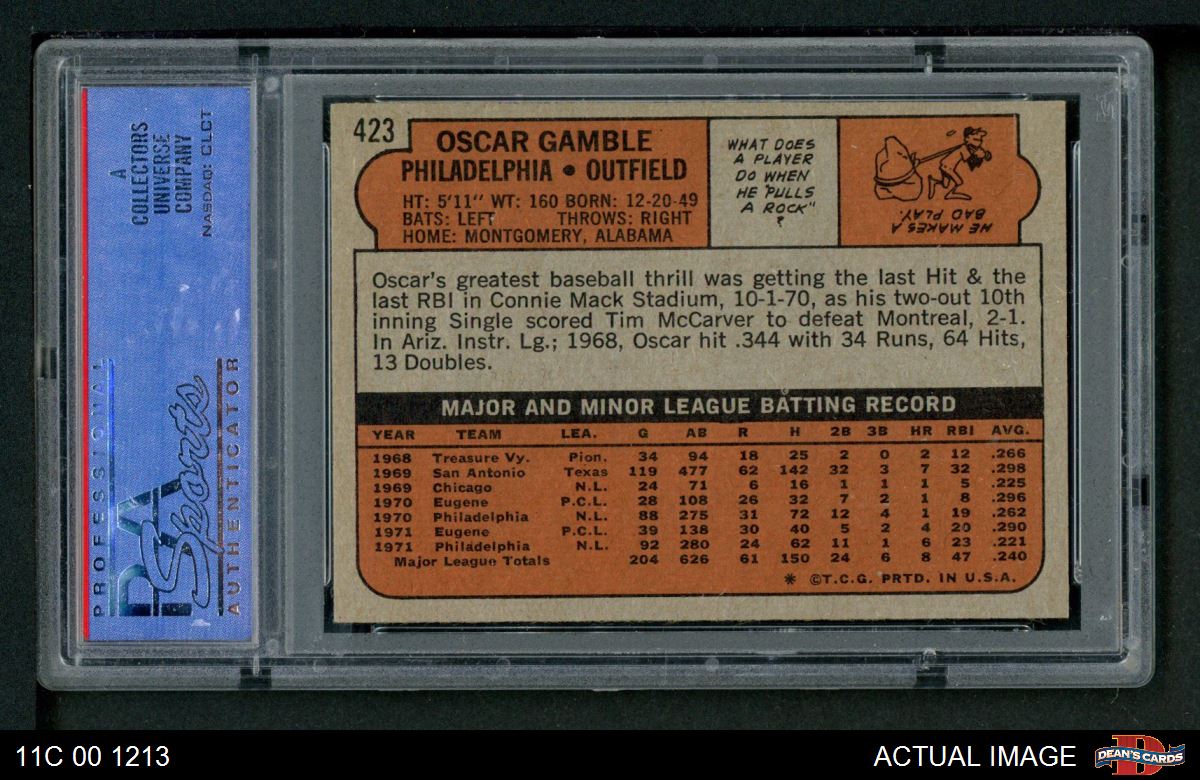 A
COLLECTORS
UNIVERSE
COMPANY
NASDAQ: CLCT
PROFESSIONAL
PSA
Sports
AUTHENTICATOR
423
OSCAR GAMBLE
PHILADELPHIA • OUTFIELD
HT: 5'11" WT: 160 BORN: 12-20-49
BATS: LEFT THROWS: RIGHT
HOME: MONTGOMERY, ALABAMA
WHAT DOES
A PLAYER
DO WHEN
HE "PULLS
A ROCK"
?
HE MAKES A
BAD PLAY.
Oscar's greatest baseball thrill was getting the last Hit & the
last RBI in Connie Mack Stadium, 10-1-70, as his two-out 10th
inning Single scored Tim McCarver to defeat Montreal, 2-1.
In Ariz. Instr. Lg.; 1968, Oscar hit .344 with 34 Runs, 64 Hits,
13 Doubles.
MAJOR AND MINOR LEAGUE BATTING RECORD
YEAR TEAM LEA. G AB R H 2B 3B HR RBI AVG.
1968 Treasure Vy. Pion. 34 94 18 25 2 0 2 12 .266
1969 San Antonio Texas 119 477 62 142 32 3 7 32 .298
1969 Chicago N.L. 24 71 6 16 1 1 1 5 .225
1970 Eugene P.C.L. 28 108 26 32 7 2 1 8 .296
1970 Philadelphia N.L. 88 275 31 72 12 4 1 19 .262
1971 Eugene P.C.L. 39 138 30 40 5 2 4 20 .290
1971 Philadelphia N.L. 92 280 24 62 11 1 6 23 .221
Major League Totals 204 626 61 150 24 6 8 47 .240
* ©T.C.G. PRTD. IN U.S.A.
11C 00 1213
ACTUAL IMAGE
D
DEAN'S CARDS